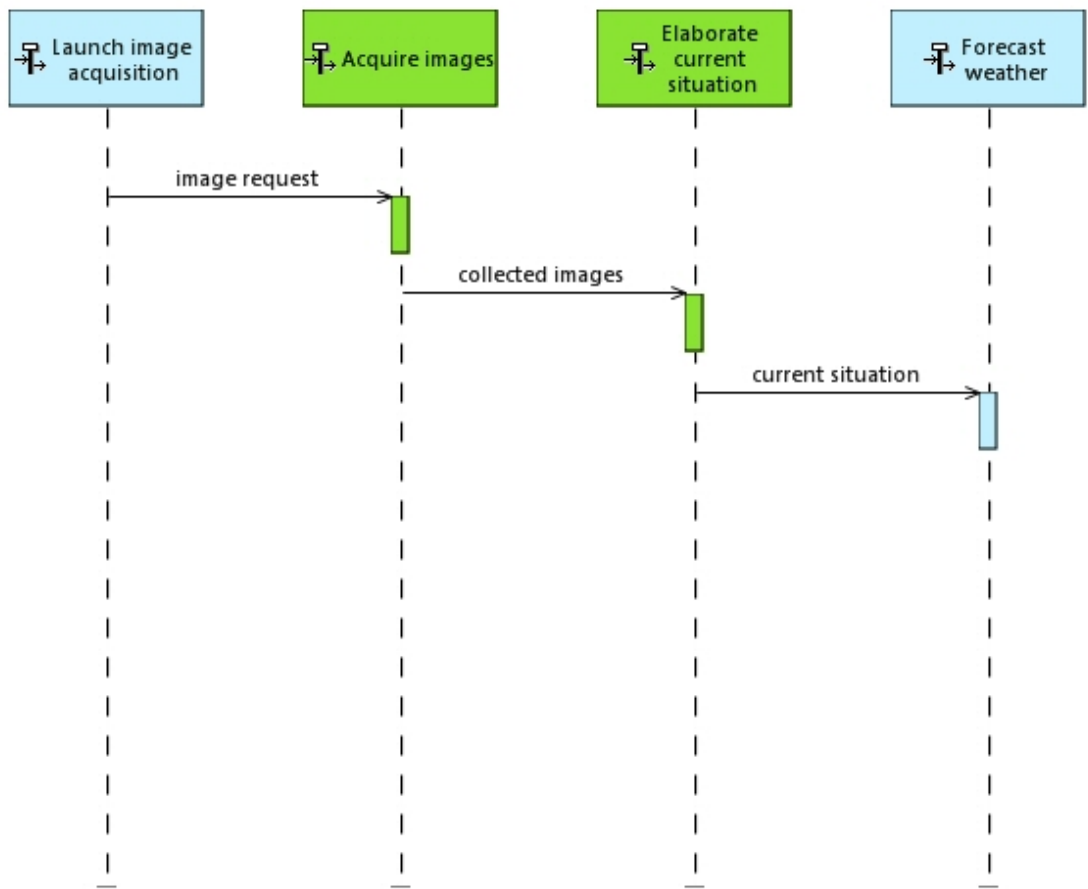 Launch image
acquisition
Acquire images
Elaborate
current
situation
Forecast
weather
image request
collected images
current situation